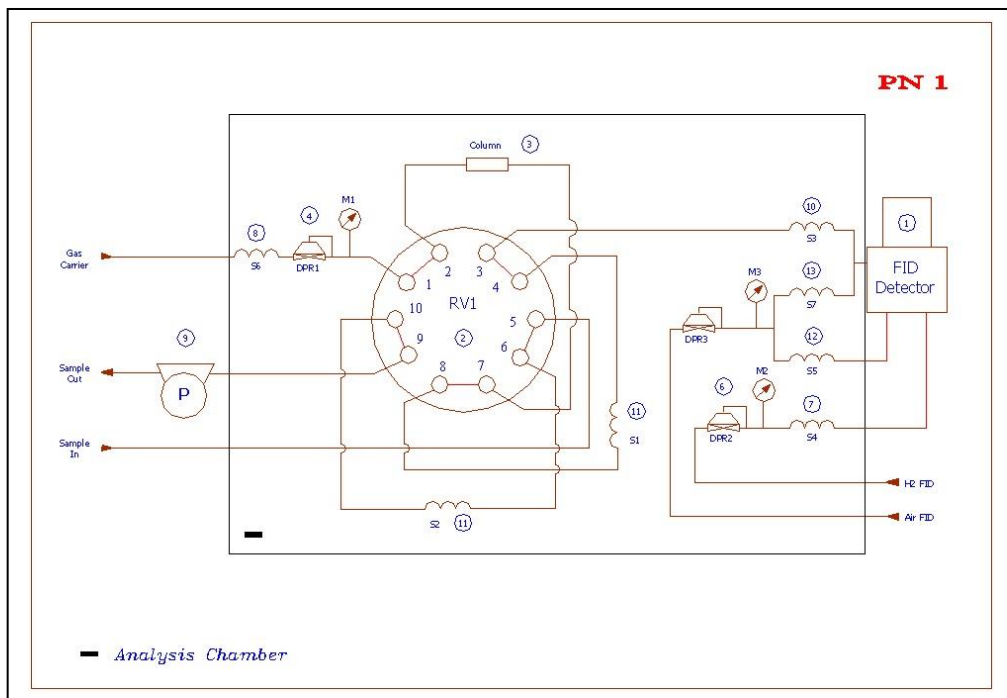 PN 1
Column 3
10
1
4
M1
8
S3
Gas
Carrier
S6
DPR1
2
3
13
FID
Detector
M3
1
4
S7
RV1
10
5
12
DPR3
9
2
9
6
S5
8
7
6
M2
7
Sample
Out
P
DPR2
S4
11
S1
Sample
In
H2 FID
S2
11
Air FID
Analysis Chamber